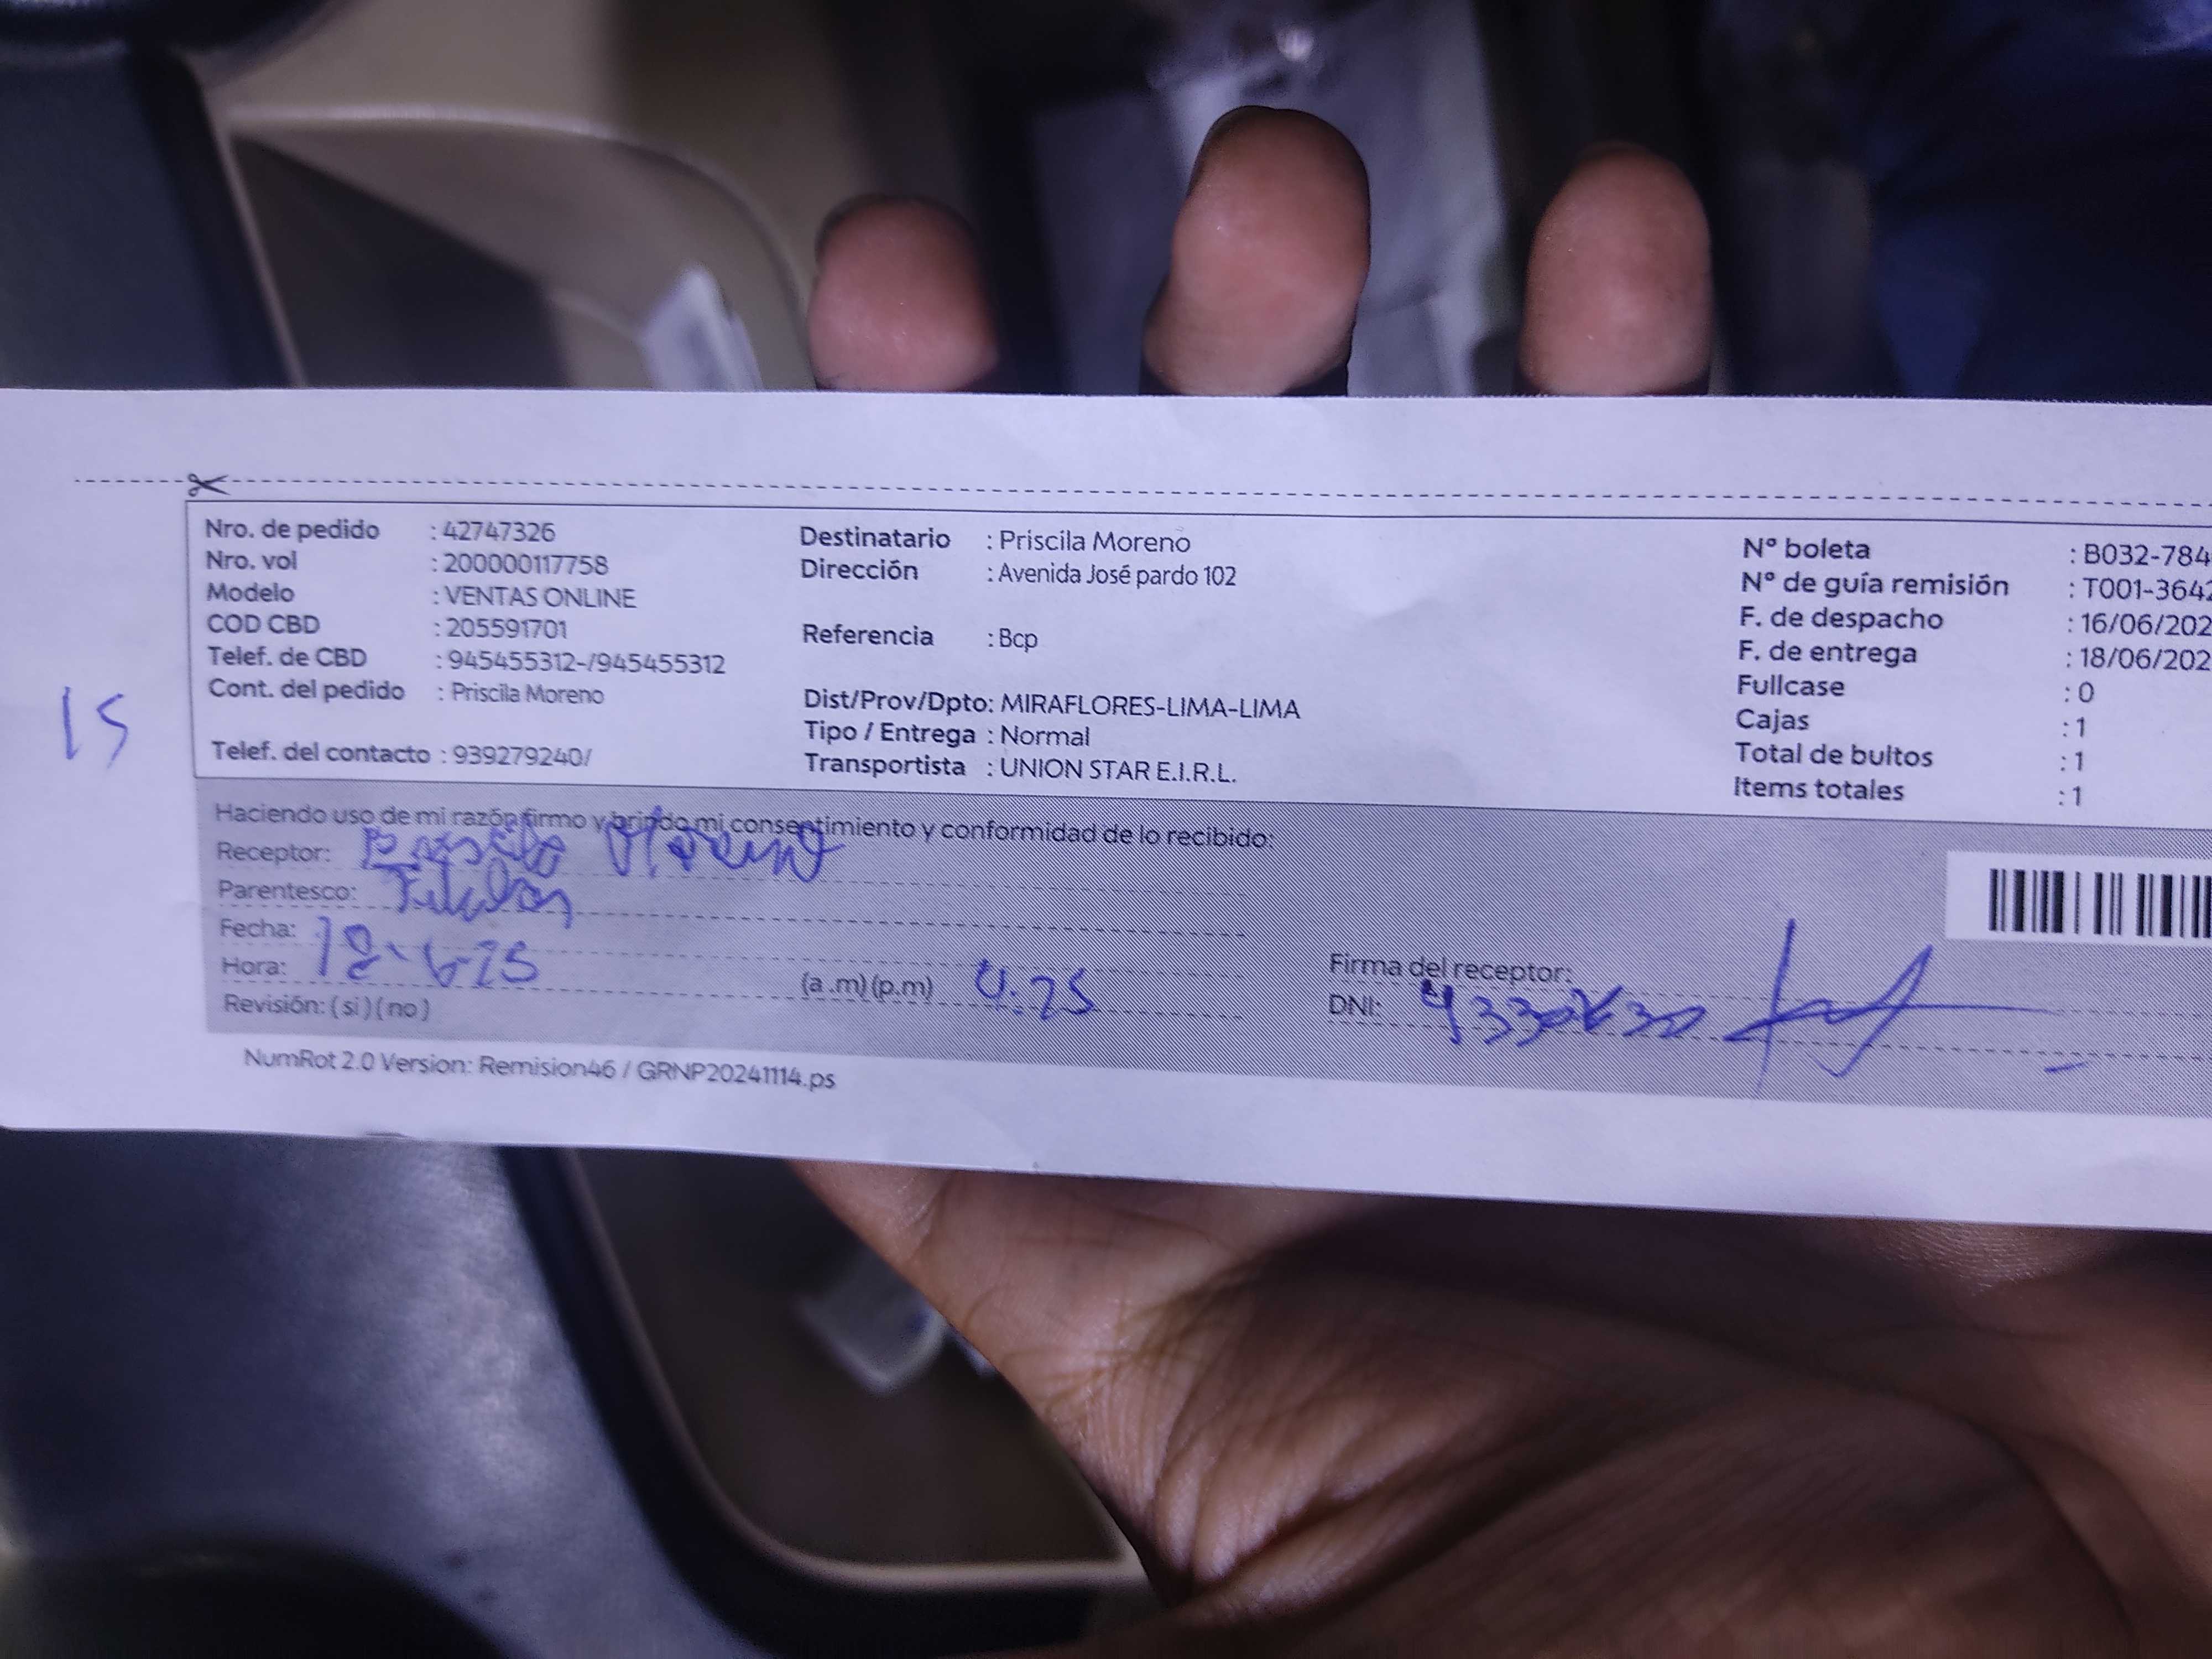 Nro. de pedido : 42747326
Nro. vol : 200000117758
Modelo : VENTAS ONLINE
COD CBD : 205591701
Telef. de CBD : 945455312-/945455312
Cont. del pedido : Priscila Moreno
Telef. del contacto : 939279240/
Destinatario : Priscila Moreno
Dirección : Avenida José pardo 102
Referencia : Bcp
Dist/Prov/Dpto: MIRAFLORES-LIMA-LIMA
Tipo / Entrega : Normal
Transportista : UNION STAR E.I.R.L.
Nº boleta : B032-784
Nº de guía remisión : T001-3642
F. de despacho : 16/06/202
F. de entrega : 18/06/202
Fullcase : 0
Cajas : 1
Total de bultos : 1
Items totales : 1
15
Haciendo uso de mi razón firmo y brindo mi consentimiento y conformidad de lo recibido:
Receptor: Moreno
Parentesco: Titular
Fecha: 18-6-25
Hora: (a .m) (p.m) 4:25
Revisión: ( si ) ( no )
Firma del receptor:
DNI:
NumRot 2.0 Version: Remision46 / GRNP20241114.ps